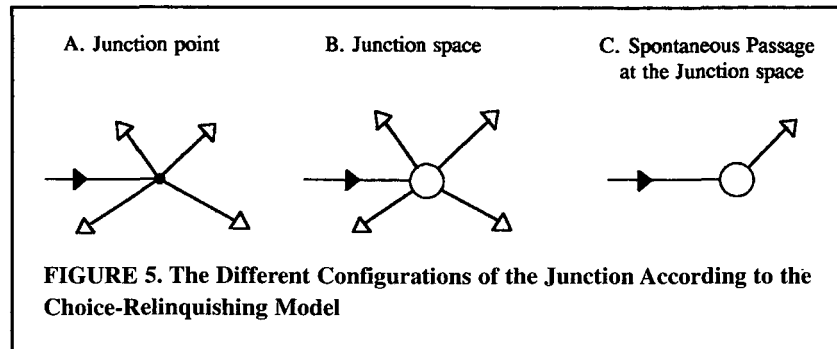 A. Junction point
B. Junction space
C. Spontaneous Passage
at the Junction space
FIGURE 5. The Different Configurations of the Junction According to the
Choice-Relinquishing Model